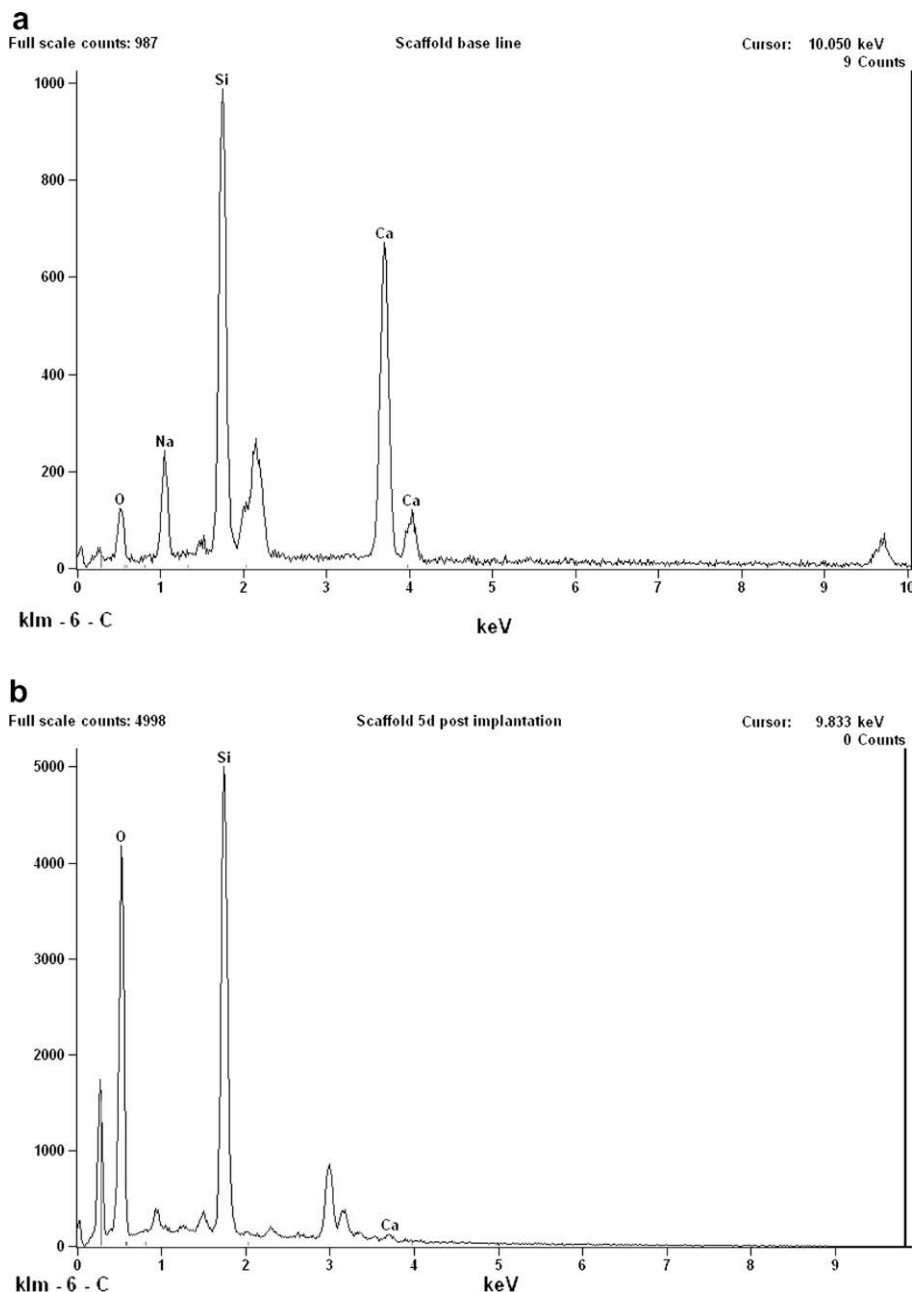 a
Full scale counts: 987 Scaffold base line Cursor: 10.050 keV
9 Counts
1000
800
600
400
200
0
Si
Ca
Na
O
Ca
0 1 2 3 4 5 6 7 8 9 10
klm - 6 - C
keV
b
Full scale counts: 4998 Scaffold 5d post implantation Cursor: 9.833 keV
0 Counts
5000
4000
3000
2000
1000
0
Si
O
Ca
0 1 2 3 4 5 6 7 8 9
klm - 6 - C
keV